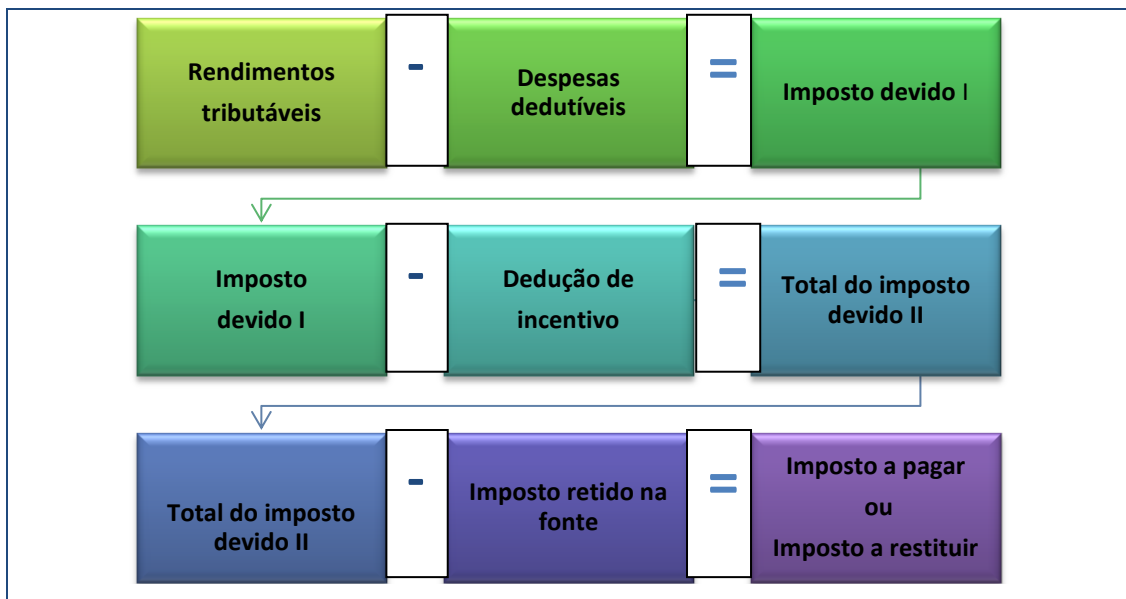 Rendimentos
tributáveis
-
Despesas
dedutíveis
=
Imposto devido I
Imposto
devido I
-
Dedução de
incentivo
=
Total do imposto
devido II
Total do imposto
devido II
-
Imposto retido na
fonte
=
Imposto a pagar
ou
Imposto a restituir